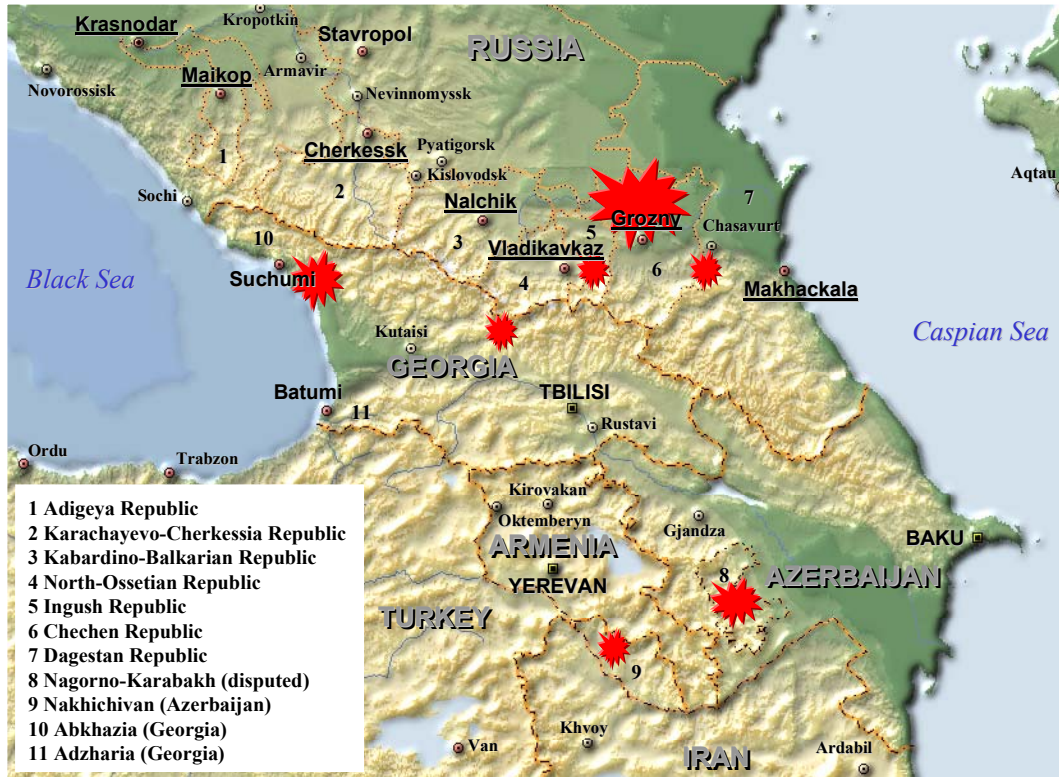 Kropotkin
Krasnodar
Stavropol
RUSSIA
Armavir
Novorossisk
Maikop
Nevinnomyssk
Aqtau
Cherkessk
Pyatigorsk
1
Kislovodsk
2
Sochi
Nalchik
7
Grozny
Chasavurt
10
3
5
Vladikavkaz
6
Black Sea
Suchumi
4
Makhackala
Caspian Sea
Kutaisi
GEORGIA
Batumi
11
TBILISI
Rustavi
Ordu
Trabzon
Kirovakan
Oktemberyn
Gjandza
ARMENIA
BAKU
YEREVAN
8
AZERBAIJAN
TURKEY
9
Khvoy
Van
IRAN
Ardabil
1 Adigeya Republic
2 Karachayevo-Cherkessia Republic
3 Kabardino-Balkarian Republic
4 North-Ossetian Republic
5 Ingush Republic
6 Chechen Republic
7 Dagestan Republic
8 Nagorno-Karabakh (disputed)
9 Nakhichivan (Azerbaijan)
10 Abkhazia (Georgia)
11 Adzharia (Georgia)